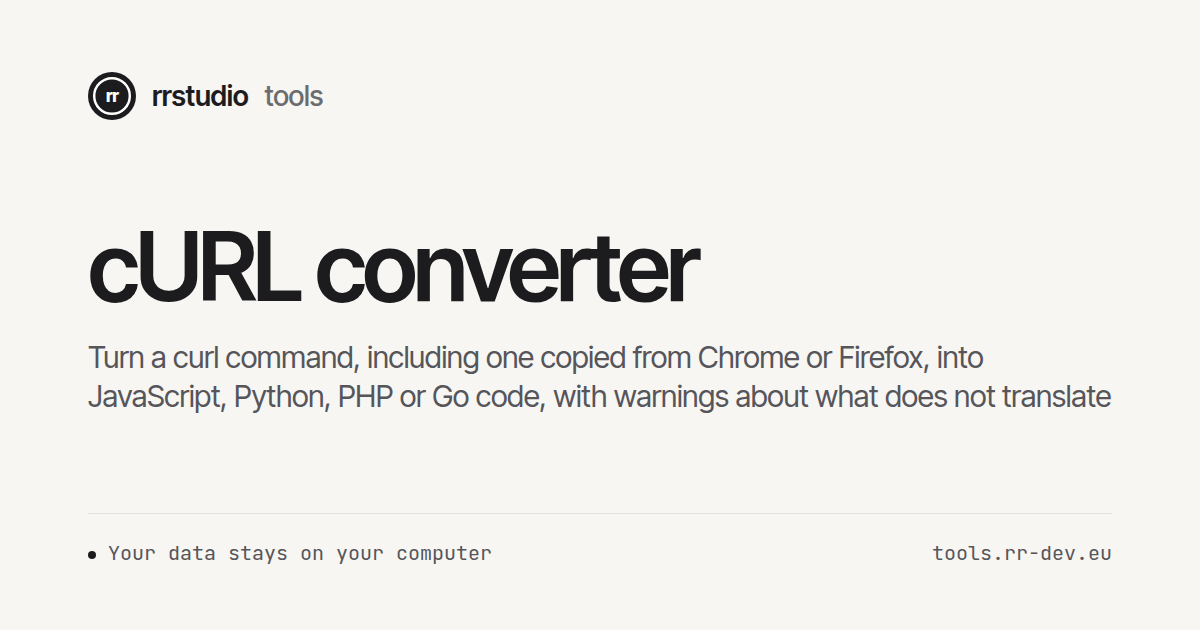 rr rrstudio tools
cURL converter
Turn a curl command, including one copied from Chrome or Firefox, into
JavaScript, Python, PHP or Go code, with warnings about what does not translate
Your data stays on your computer
tools.rr-dev.eu